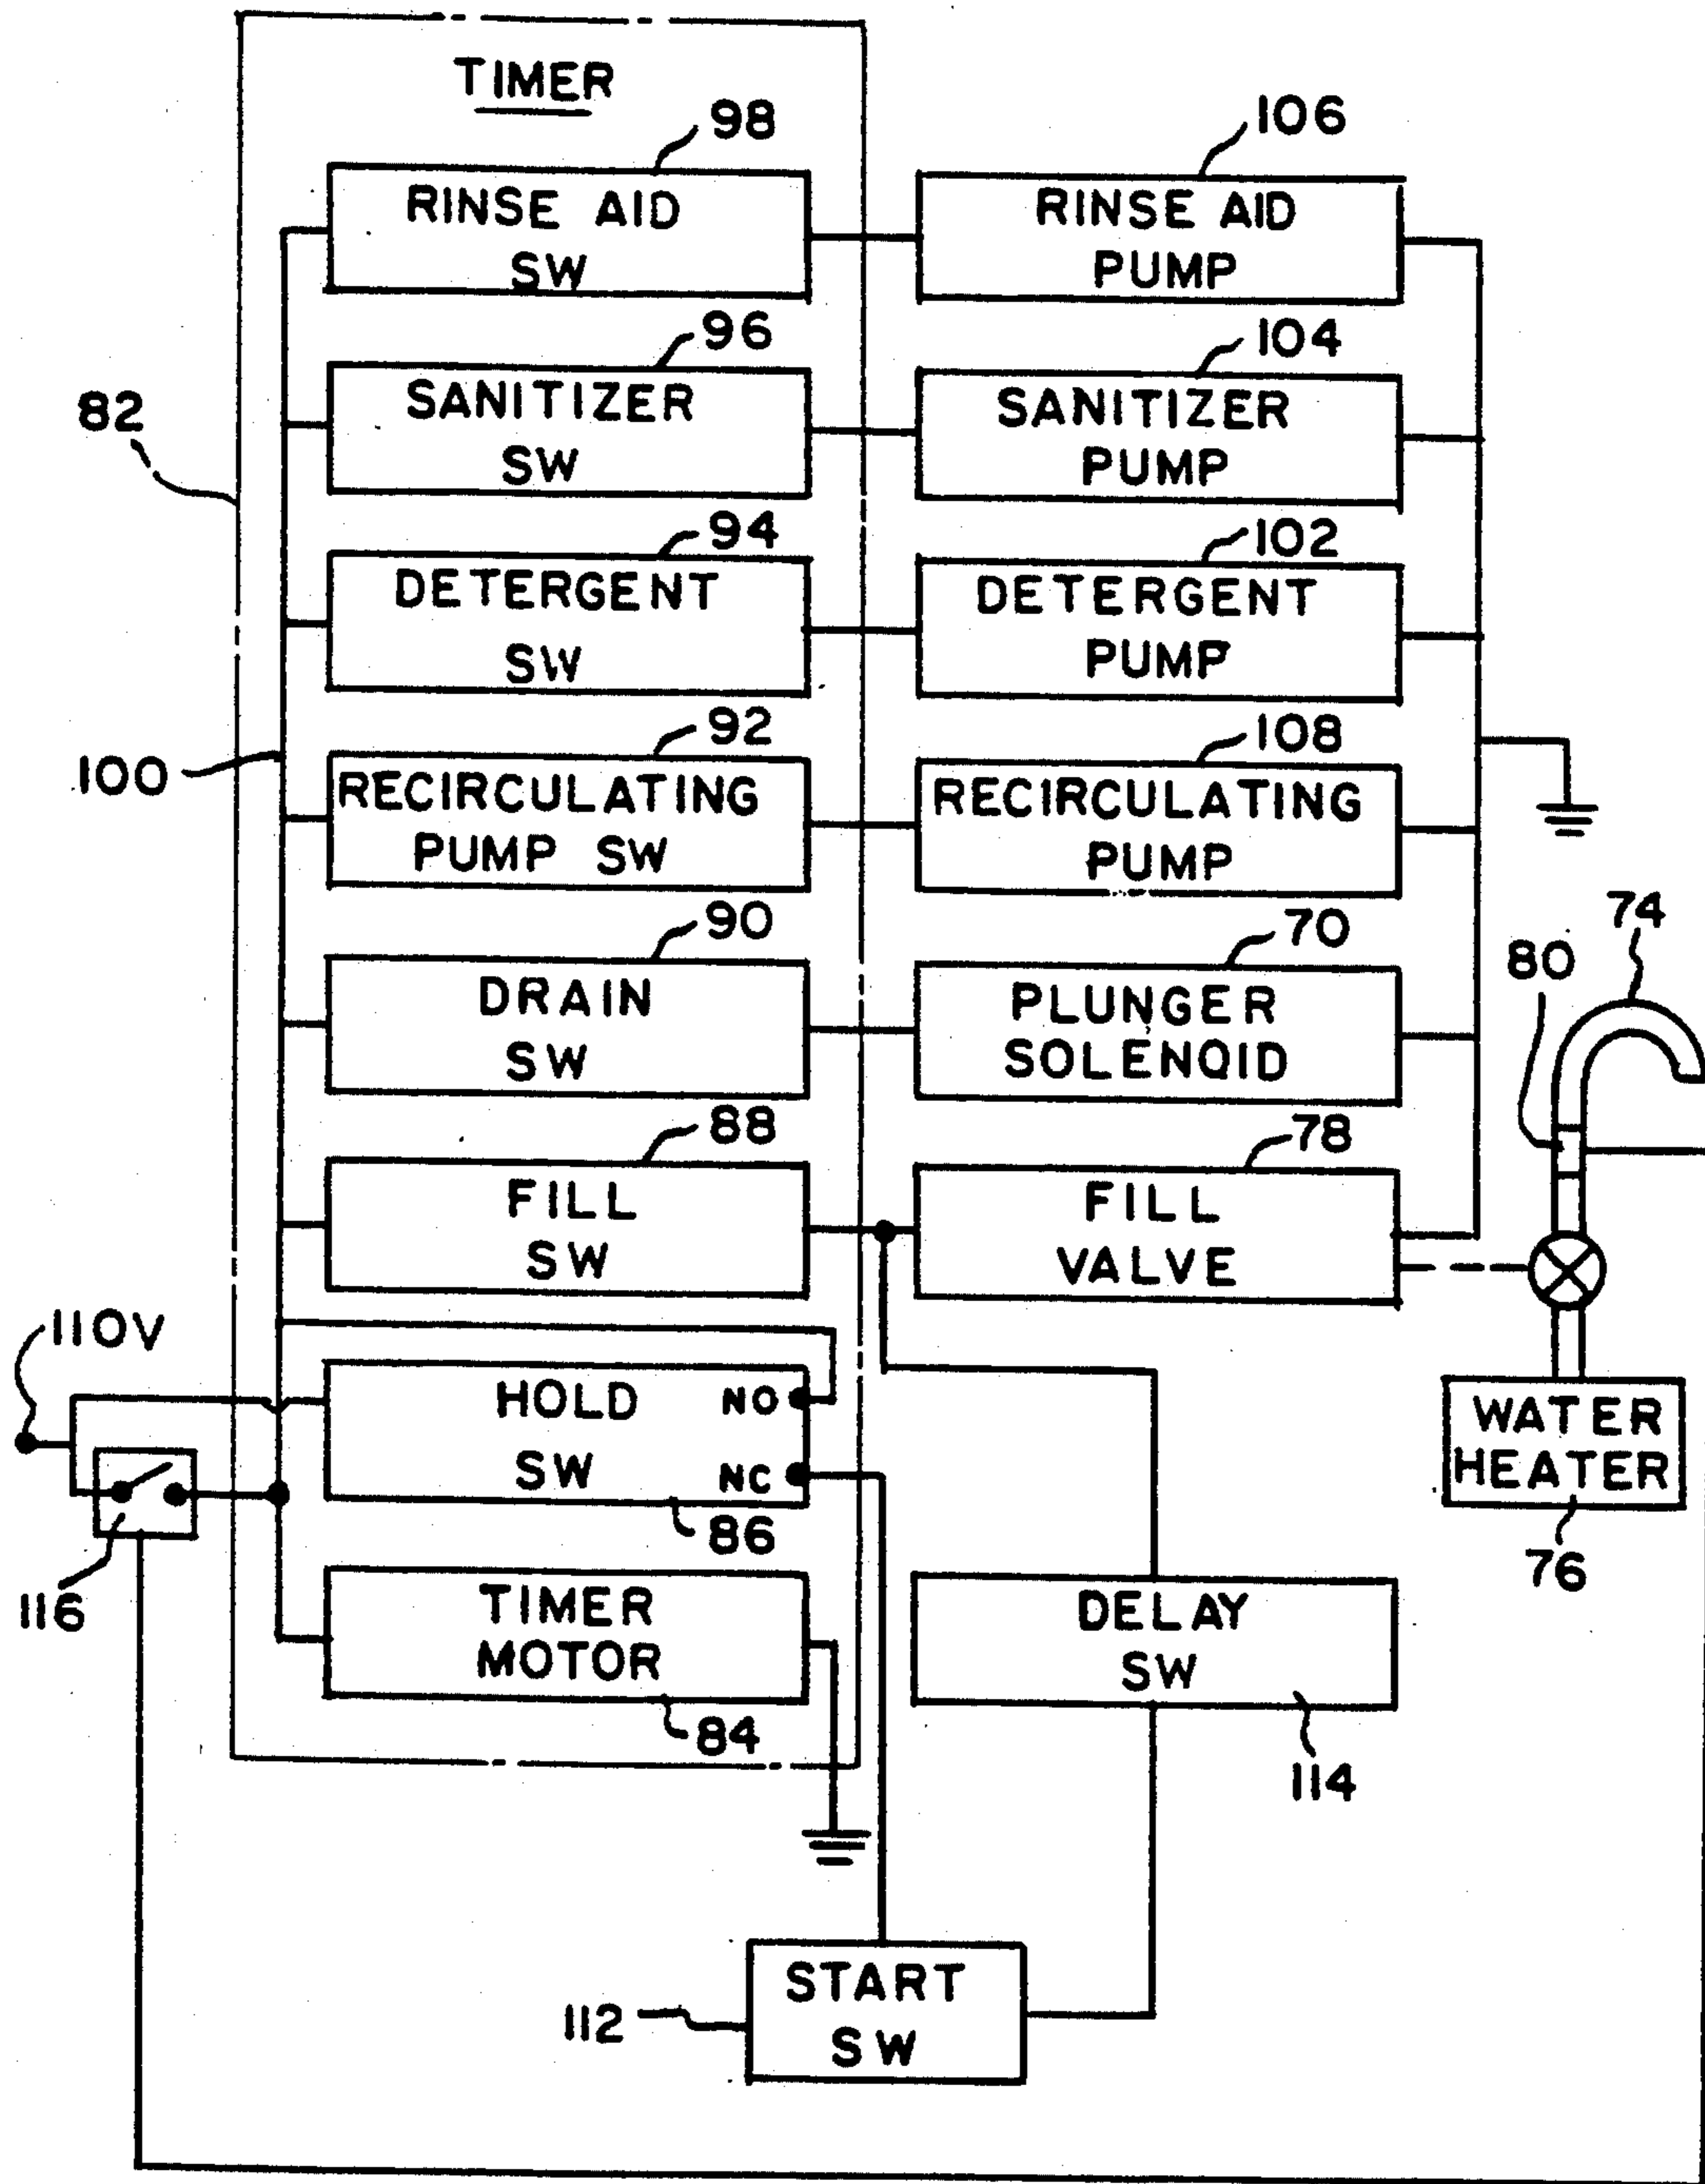 TIMER
98
106
RINSE AID
SW
RINSE AID
PUMP
96
104
SANITIZER
SW
SANITIZER
PUMP
82
94
102
DETERGENT
SW
DETERGENT
PUMP
92
108
100
RECIRCULATING
PUMP SW
RECIRCULATING
PUMP
90
70
74
80
DRAIN
SW
PLUNGER
SOLENOID
88
78
FILL
SW
FILL
VALVE
110V
HOLD
SW
NO
NC
86
WATER
HEATER
76
116
TIMER
MOTOR
84
DELAY
SW
114
112
START
SW